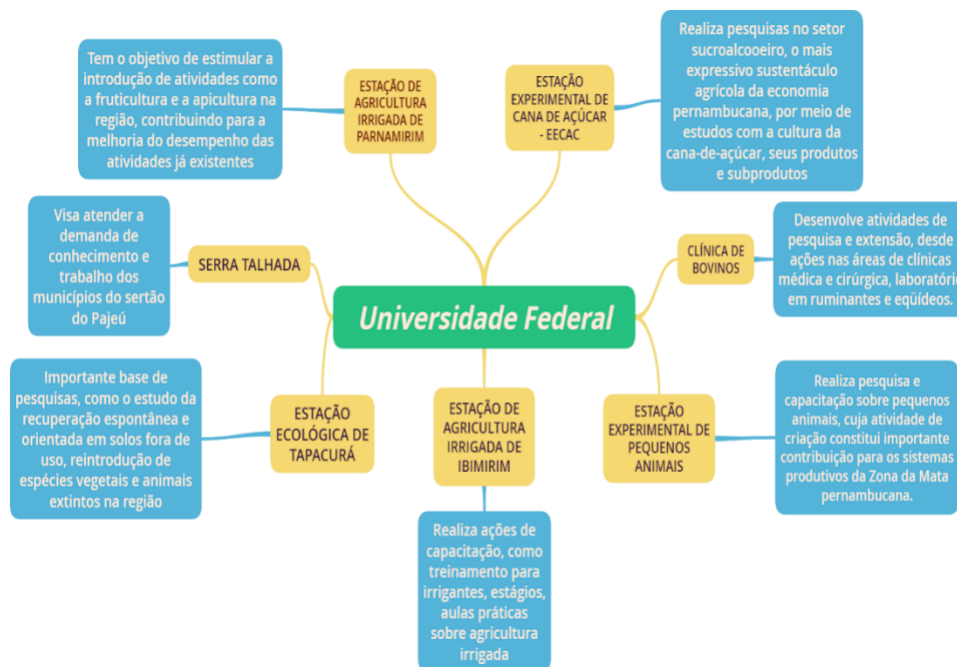 Tem o objetivo de estimular a
introdução de atividades como
a fruticultura e a apicultura na
região, contribuindo para a
melhoria do desempenho das
atividades já existentes
ESTAÇÃO DE
AGRICULTURA
IRRIGADA DE
PARNAMIRIM
ESTAÇÃO
EXPERIMENTAL DE
CANA DE AÇÚCAR
- EECAC
Realiza pesquisas no setor
sucroalcooeiro, o mais
expressivo sustentáculo
agrícola da economia
pernambucana, por meio de
estudos com a cultura da
cana-de-açúcar, seus produtos
e subprodutos
Visa atender a
demanda de
conhecimento e
trabalho dos
municípios do sertão
do Pajeú
SERRA TALHADA
CLÍNICA DE
BOVINOS
Desenvolve atividades de
pesquisa e extensão, desde
ações nas áreas de clínicas
médica e cirúrgica, laboratório
em ruminantes e eqüídeos.
Universidade Federal
Importante base de
pesquisas, como o estudo da
recuperação espontânea e
orientada em solos fora de
uso, reintrodução de
espécies vegetais e animais
extintos na região
ESTAÇÃO
ECOLÓGICA DE
TAPACURÁ
ESTAÇÃO DE
AGRICULTURA
IRRIGADA DE
IBIMIRIM
ESTAÇÃO
EXPERIMENTAL DE
PEQUENOS
ANIMAIS
Realiza pesquisa e
capacitação sobre pequenos
animais, cuja atividade de
criação constitui importante
contribuição para os sistemas
produtivos da Zona da Mata
pernambucana.
Realiza ações de
capacitação, como
treinamento para
irrigantes, estágios,
aulas práticas
sobre agricultura
irrigada